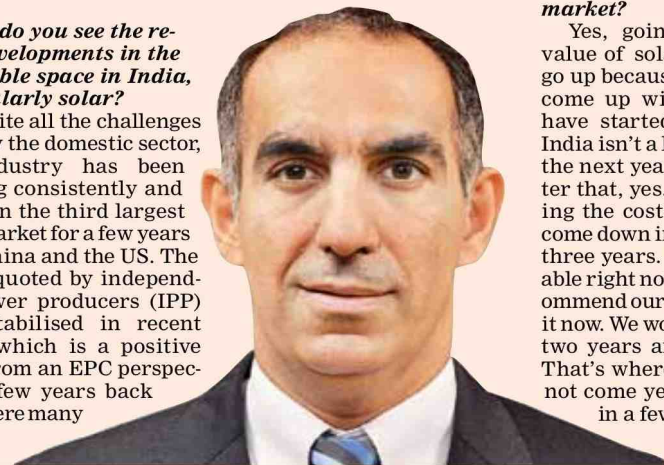 do you see the re-
velopments in the
ble space in India,
larly solar?
ite all the challenges
y the domestic sector,
dustry has been
g consistently and
n the third largest
arket for a few years
ina and the US. The
quoted by independ-
wer producers (IPP)
tabilised in recent
which is a positive
om an EPC perspec-
few years back
ere many
market?
Yes, goin
value of sola
go up becaus
come up wi
have started
India isn't a l
the next yea
ter that, yes.
ing the cost
come down i
three years.
able right no
ommend our
it now. We wo
two years a
That's where
not come ye
in a few